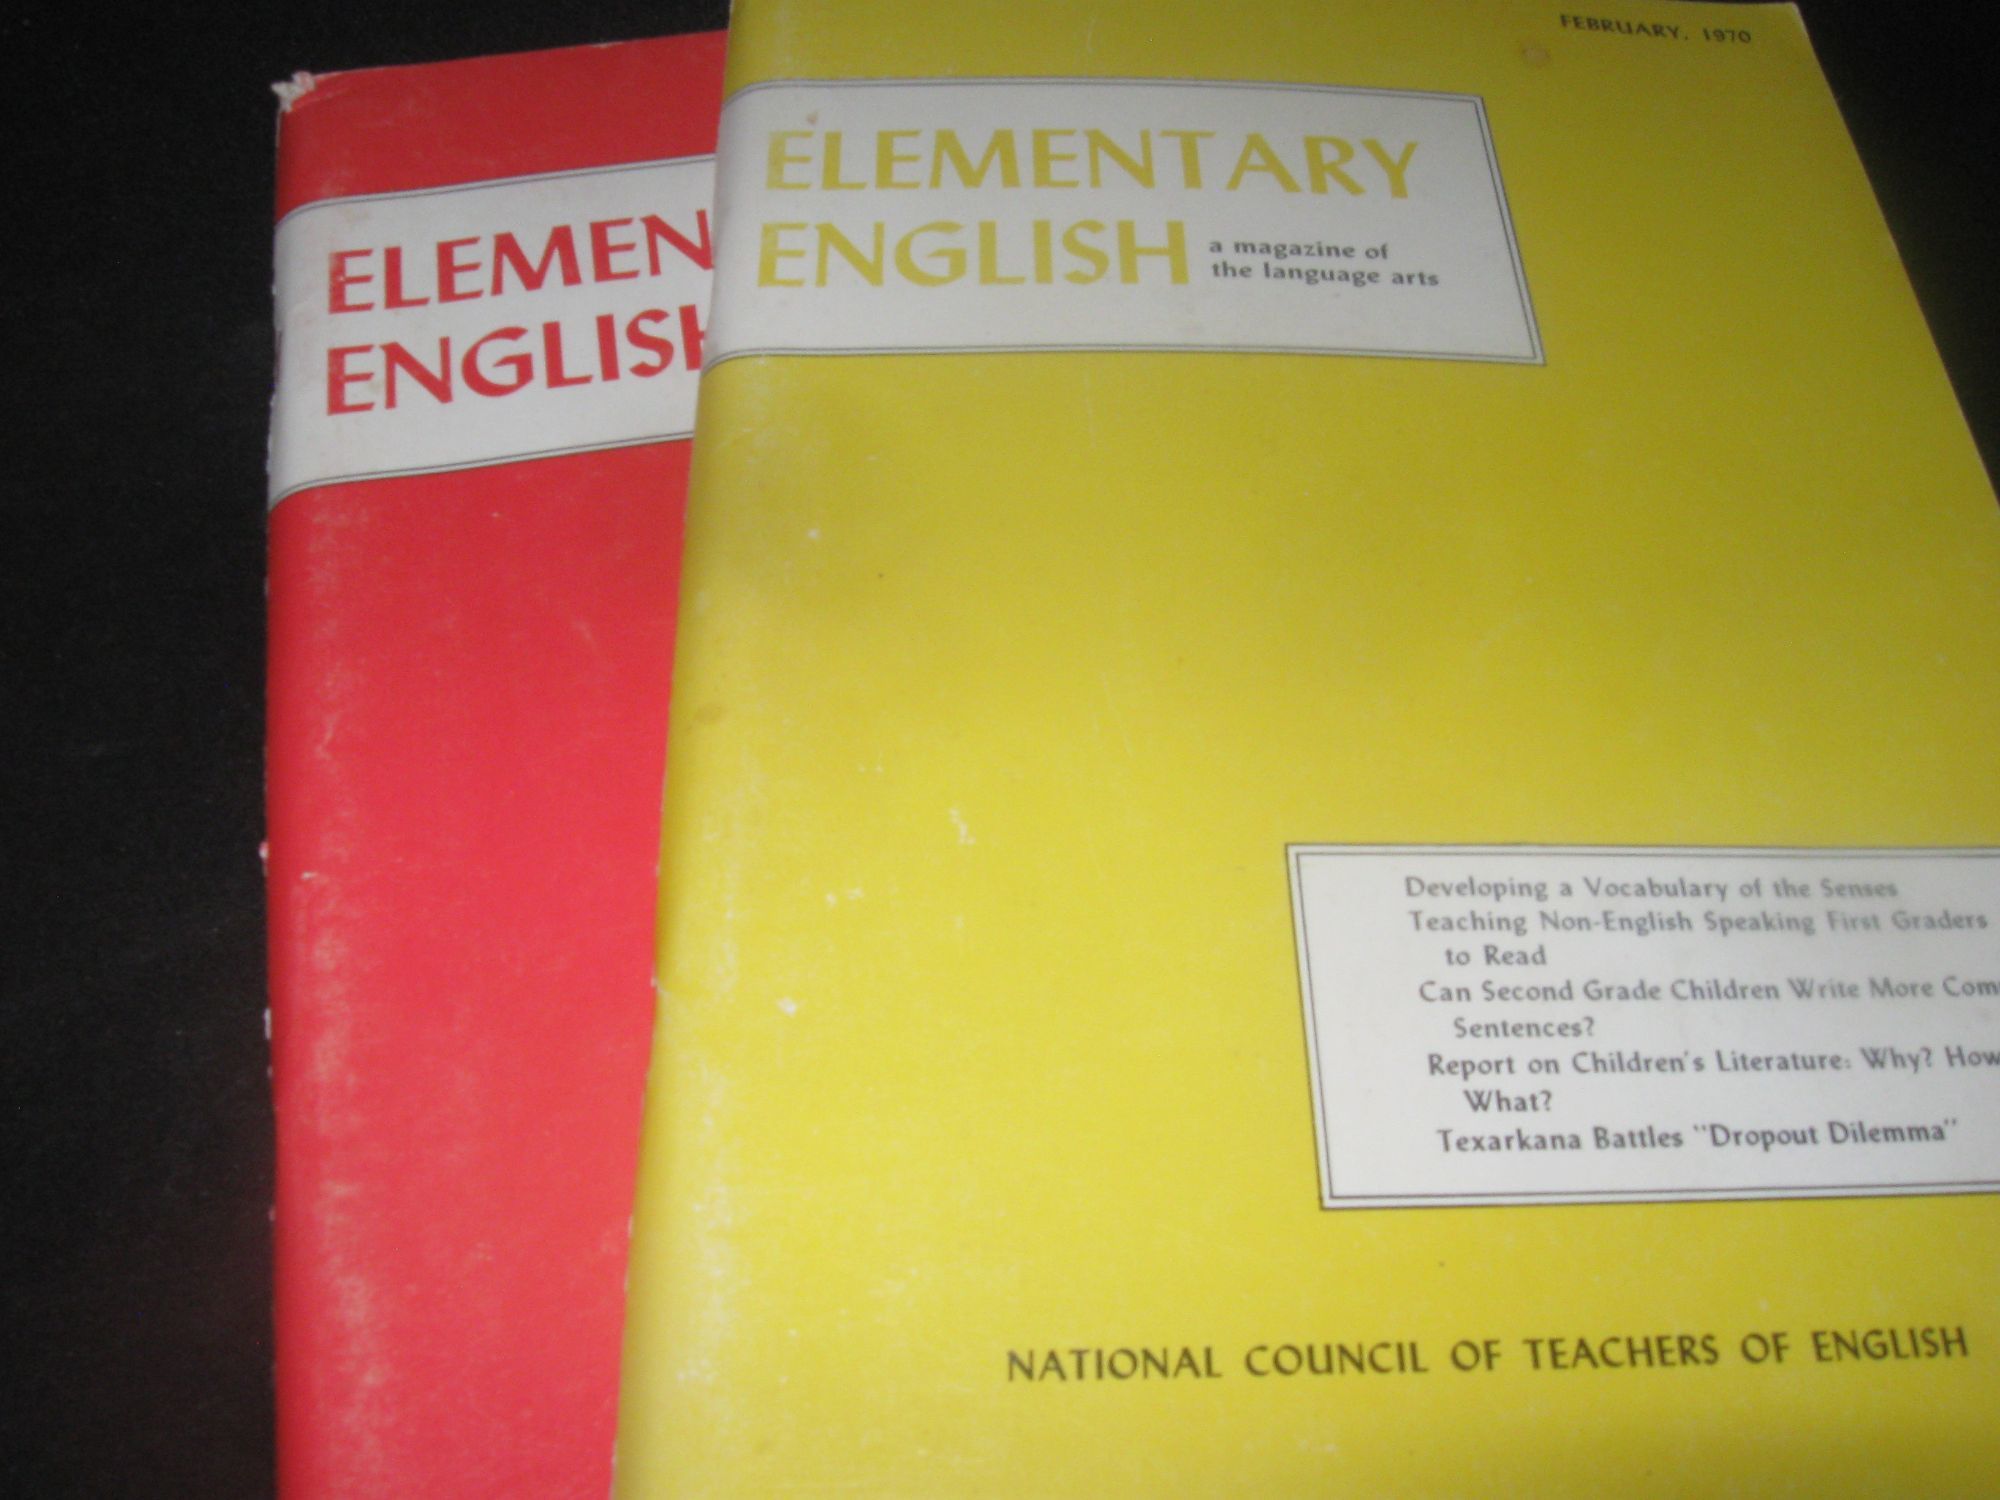 FEBRUARY, 1970
ELEMENTARY
ENGLISH
a magazine of
the language arts
ELEMEN
ENGLISH
Developing a Vocabulary of the Senses
Teaching Non-English Speaking First Graders
to Read
Can Second Grade Children Write More Com
Sentences?
Report on Children's Literature: Why? How
What?
Texarkana Battles "Dropout Dilemma"
NATIONAL COUNCIL OF TEACHERS OF ENGLISH